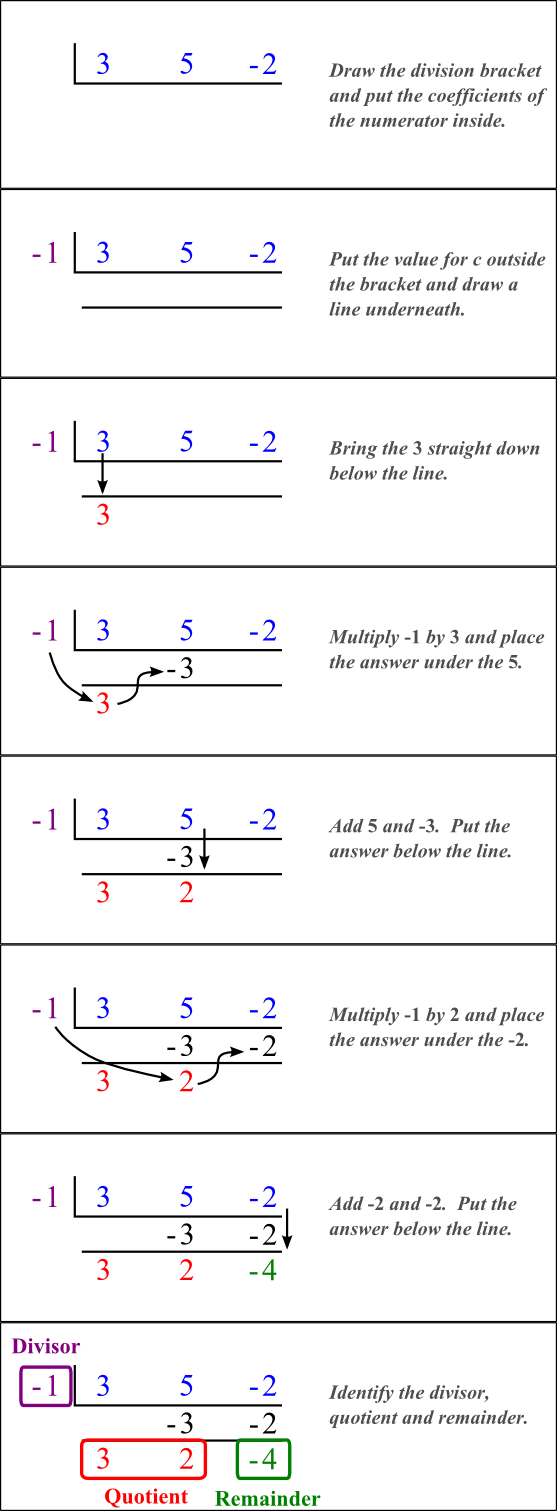 3 5 -2
Draw the division bracket
and put the coefficients of
the numerator inside.
-1 3 5 -2
Put the value for c outside
the bracket and draw a
line underneath.
-1 3 5 -2
3
Bring the 3 straight down
below the line.
-1 3 5 -2
-3
3
Multiply -1 by 3 and place
the answer under the 5.
-1 3 5 -2
-3
3 2
Add 5 and -3. Put the
answer below the line.
-1 3 5 -2
-3 -2
3 2
Multiply -1 by 2 and place
the answer under the -2.
-1 3 5 -2
-3 -2
3 2 -4
Add -2 and -2. Put the
answer below the line.
Divisor
-1 3 5 -2
-3 -2
3 2 -4
Quotient Remainder
Identify the divisor,
quotient and remainder.